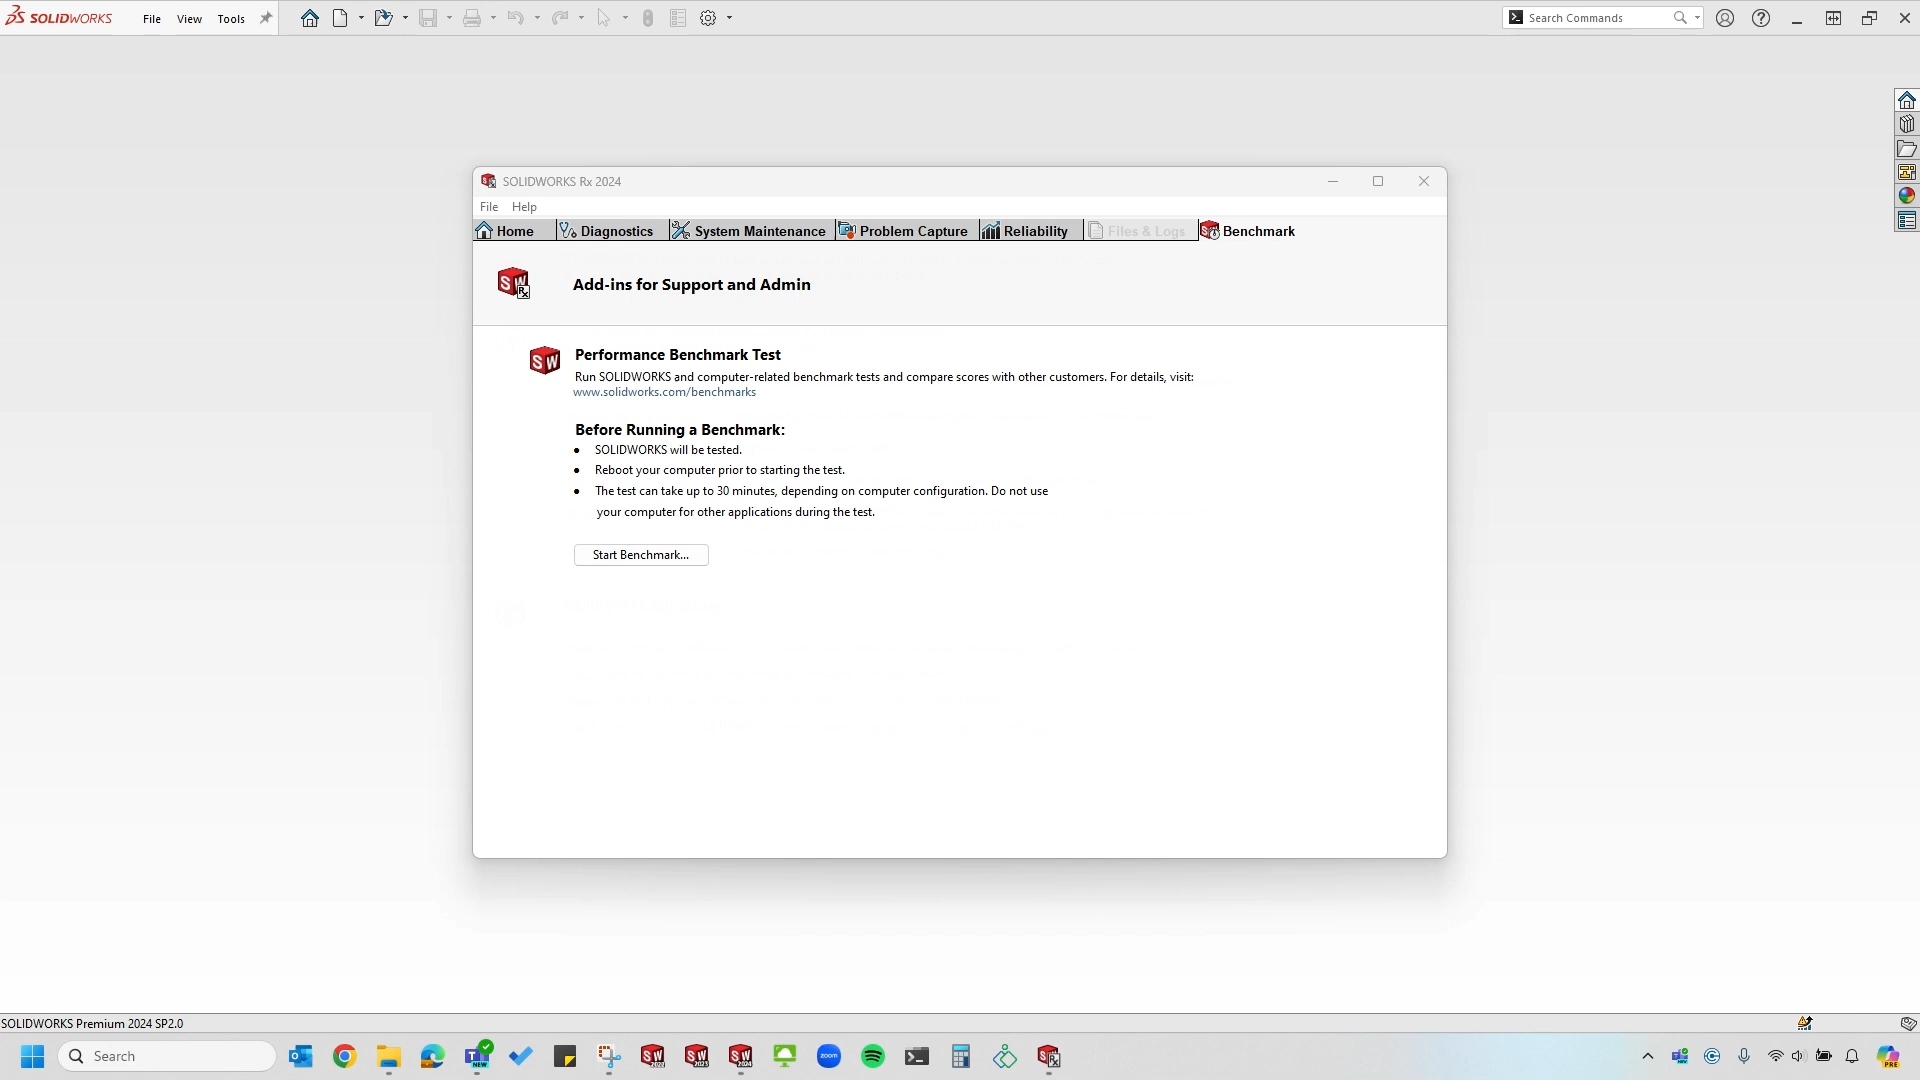 SOLIDWORKS File View Tools Search Commands
SOLIDWORKS Rx 2024
File Help
Home Diagnostics System Maintenance Problem Capture Reliability Files & Logs Benchmark
Add-ins for Support and Admin
Performance Benchmark Test
Run SOLIDWORKS and computer-related benchmark tests and compare scores with other customers. For details, visit:
www.solidworks.com/benchmarks
Before Running a Benchmark:
• SOLIDWORKS will be tested.
• Reboot your computer prior to starting the test.
• The test can take up to 30 minutes, depending on computer configuration. Do not use
your computer for other applications during the test.
Start Benchmark...
SOLIDWORKS Premium 2024 SP2.0
Search